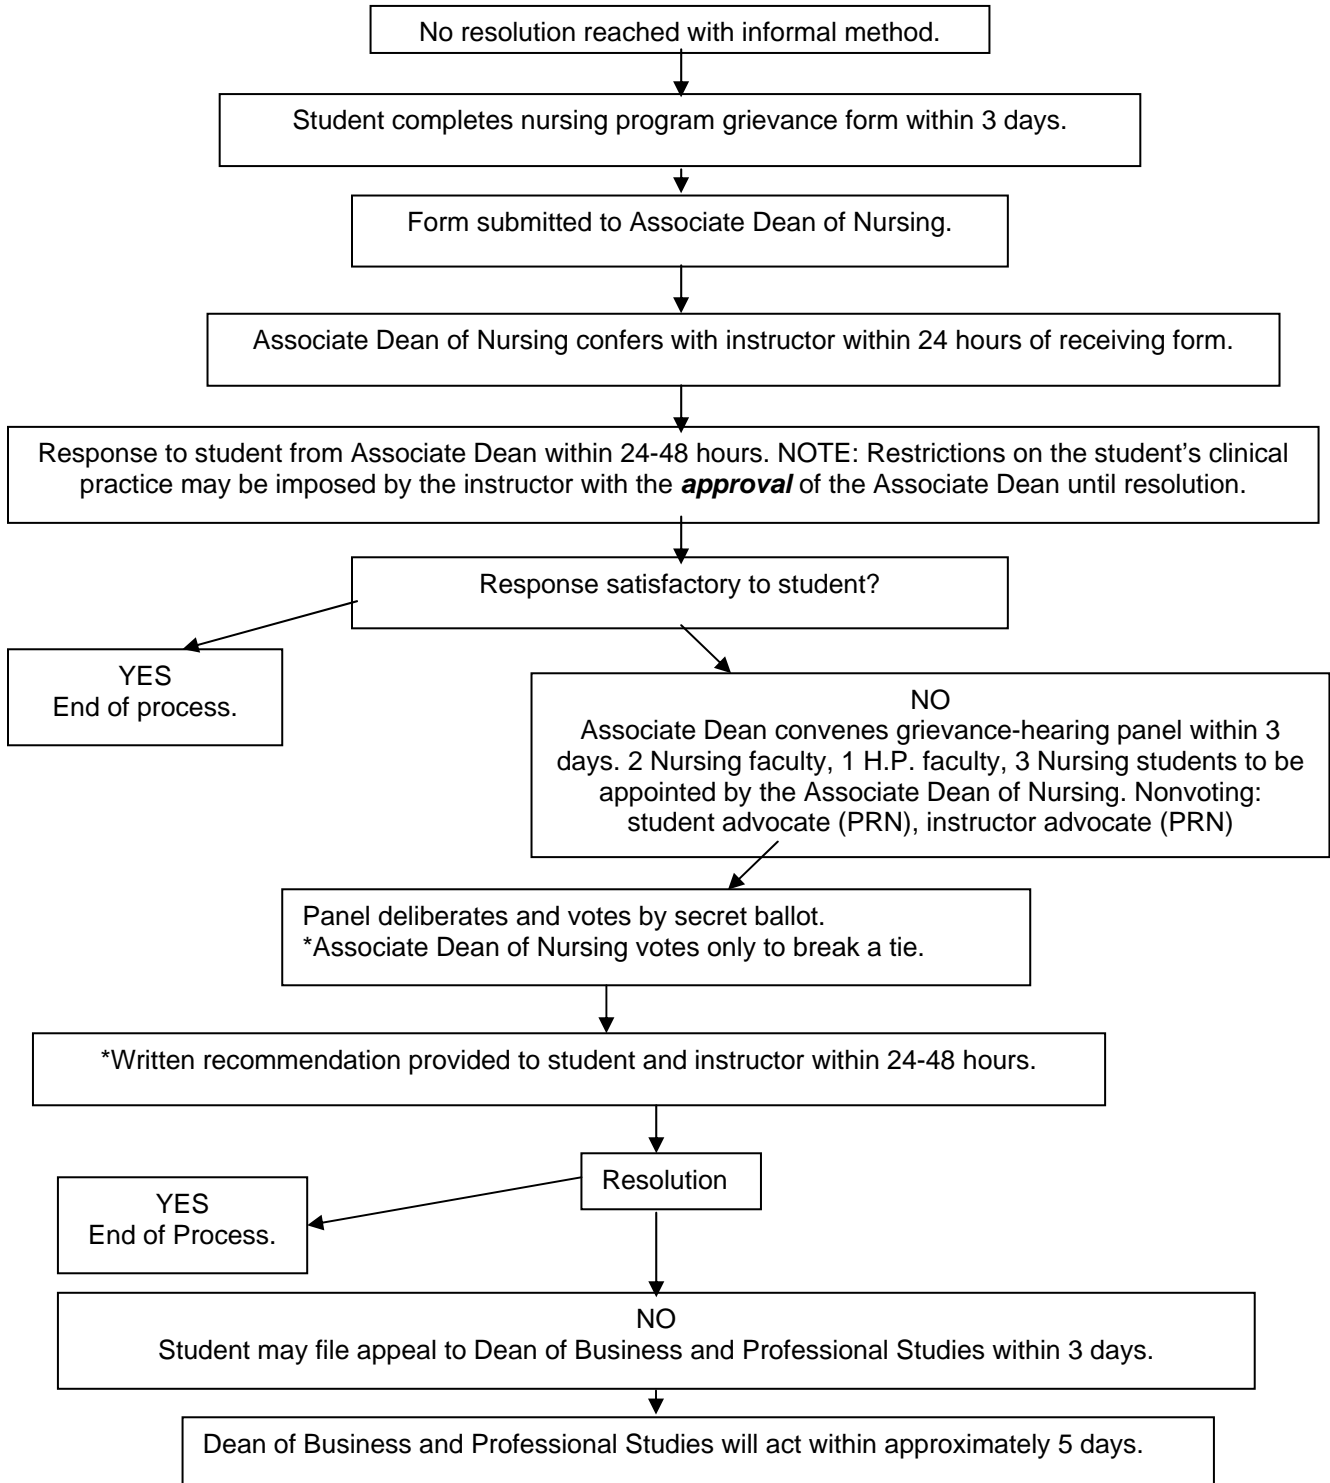 No resolution reached with informal method.
Student completes nursing program grievance form within 3 days.
Form submitted to Associate Dean of Nursing.
Associate Dean of Nursing confers with instructor within 24 hours of receiving form.
Response to student from Associate Dean within 24-48 hours. NOTE: Restrictions on the student’s clinical
practice may be imposed by the instructor with the approval of the Associate Dean until resolution.
Response satisfactory to student?
YES
End of process.
NO
Associate Dean convenes grievance-hearing panel within 3
days. 2 Nursing faculty, 1 H.P. faculty, 3 Nursing students to be
appointed by the Associate Dean of Nursing. Nonvoting:
student advocate (PRN), instructor advocate (PRN)
Panel deliberates and votes by secret ballot.
*Associate Dean of Nursing votes only to break a tie.
*Written recommendation provided to student and instructor within 24-48 hours.
Resolution
YES
End of Process.
NO
Student may file appeal to Dean of Business and Professional Studies within 3 days.
Dean of Business and Professional Studies will act within approximately 5 days.